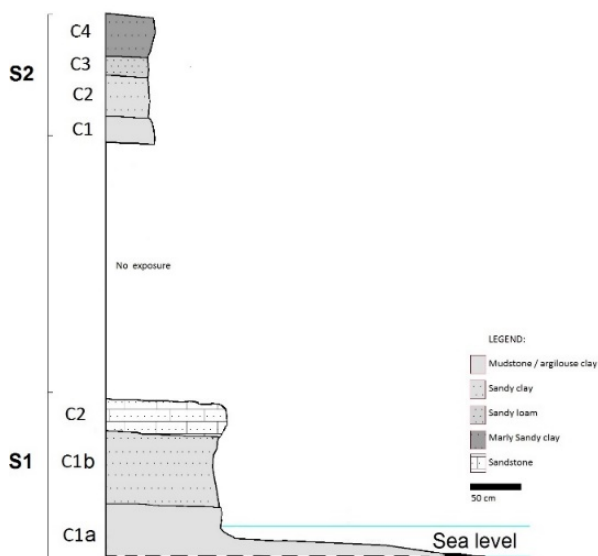 S2
C4
C3
C2
C1
No exposure
S1
C2
C1b
C1a
Sea level
LEGEND:
Mudstone / argilouse clay
Sandy clay
Sandy loam
Marly Sandy clay
Sandstone
50 cm